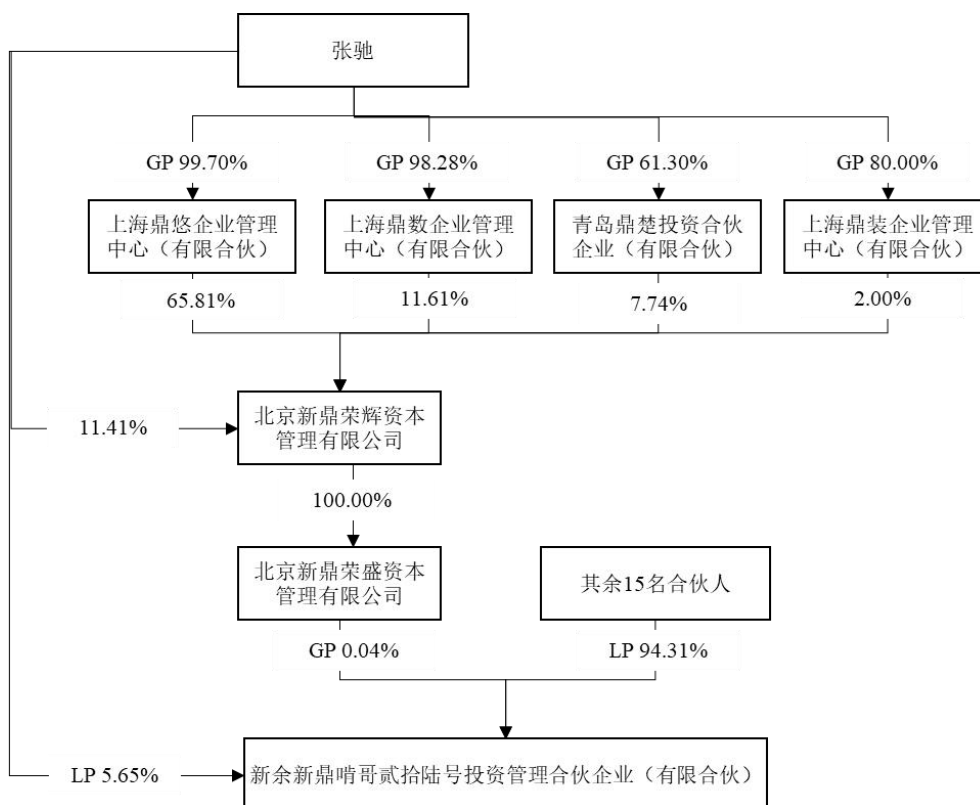 张驰
GP 99.70%
GP 98.28%
GP 61.30%
GP 80.00%
上海鼎悠企业管理
中心（有限合伙）
上海鼎数企业管理
中心（有限合伙）
青岛鼎楚投资合伙
企业（有限合伙）
上海鼎装企业管理
中心（有限合伙）
65.81%
11.61%
7.74%
2.00%
北京新鼎荣辉资本
管理有限公司
11.41%
100.00%
北京新鼎荣盛资本
管理有限公司
其余15名合伙人
GP 0.04%
LP 94.31%
LP 5.65%
新余新鼎啃哥贰拾陆号投资管理合伙企业（有限合伙）